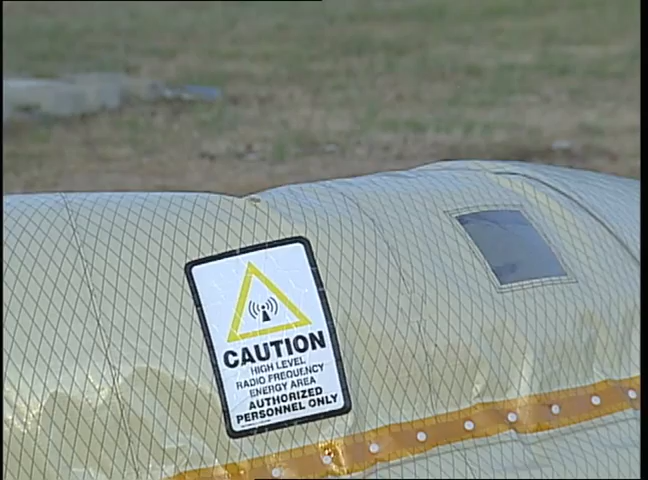 CAUTION
HIGH LEVEL
RADIO FREQUENCY
ENERGY AREA
AUTHORIZED
PERSONNEL ONLY